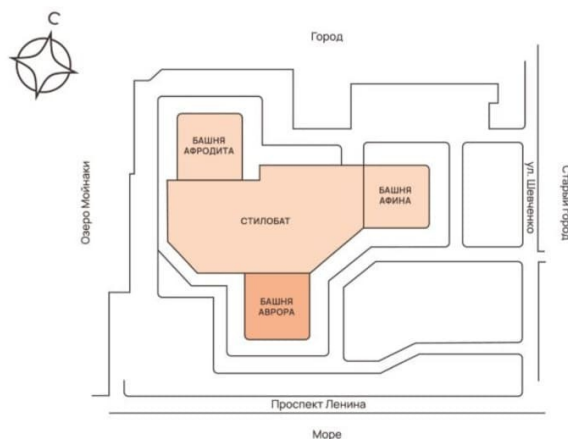 С
Город
БАШНЯ
АФРОДИТА
БАШНЯ
АФИНА
СТИЛОБАТ
БАШНЯ
АВРОРА
Озеро Мойнаки
ул. Шевченко
Старый город
Проспект Ленина
Море